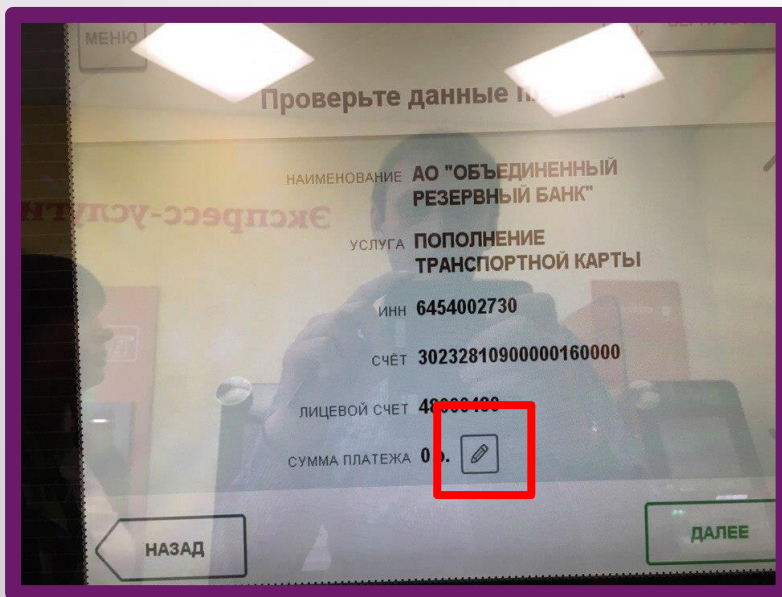 МЕНЮ
Проверьте данные
НАИМЕНОВАНИЕ АО "ОБЪЕДИНЕННЫЙ
РЕЗЕРВНЫЙ БАНК"
Экспресс-услуги
УСЛУГА ПОПОЛНЕНИЕ
ТРАНСПОРТНОЙ КАРТЫ
ИНН 6454002730
СЧЁТ 30232810900000160000
ЛИЦЕВОЙ СЧЕТ
СУММА ПЛАТЕЖА 0 р.
НАЗАД
ДАЛЕЕ